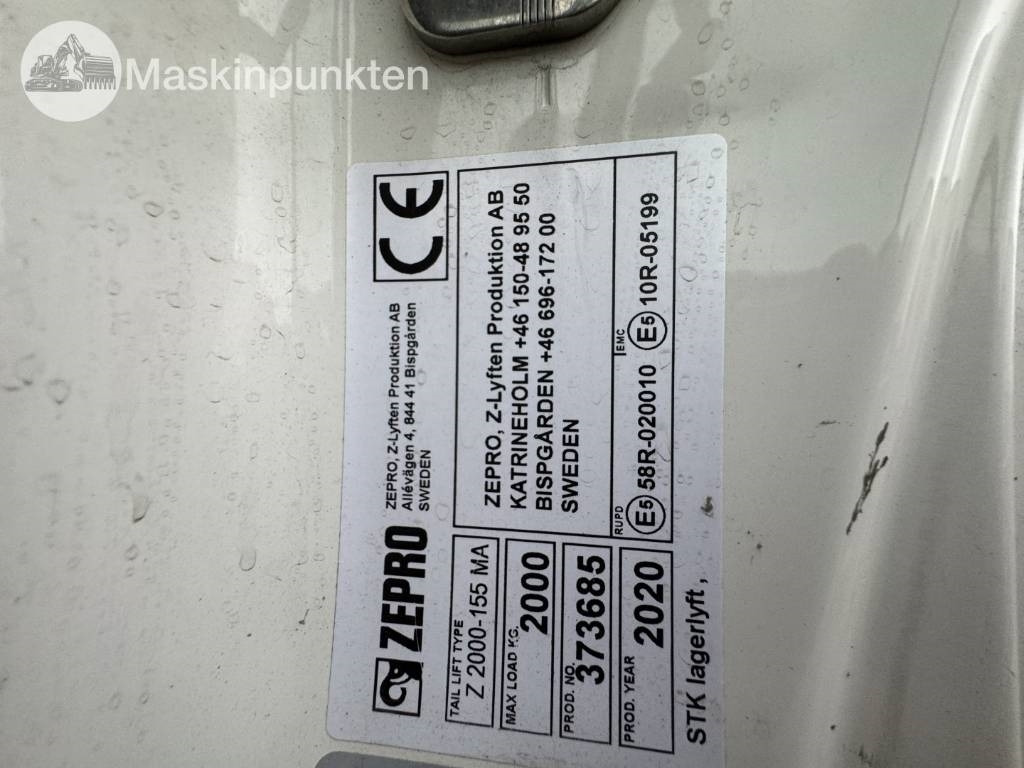 Maskinpunkten
ZEPRO
ZEPRO, Z-Lyften Produktion AB
Allévägen 4, 844 41 Bispgården
SWEDEN
CE
TAIL LIFT TYPE
Z 2000-155 MA
MAX LOAD KG.
2000
PROD. NO.
373685
PROD. YEAR
2020
ZEPRO, Z-Lyften Produktion AB
KATRINEHOLM +46 150-48 95 50
BISPGÅRDEN +46 696-172 00
SWEDEN
RUPD
E5 58R-020010
EMC
E5 10R-05199
STK lagerlyft ,